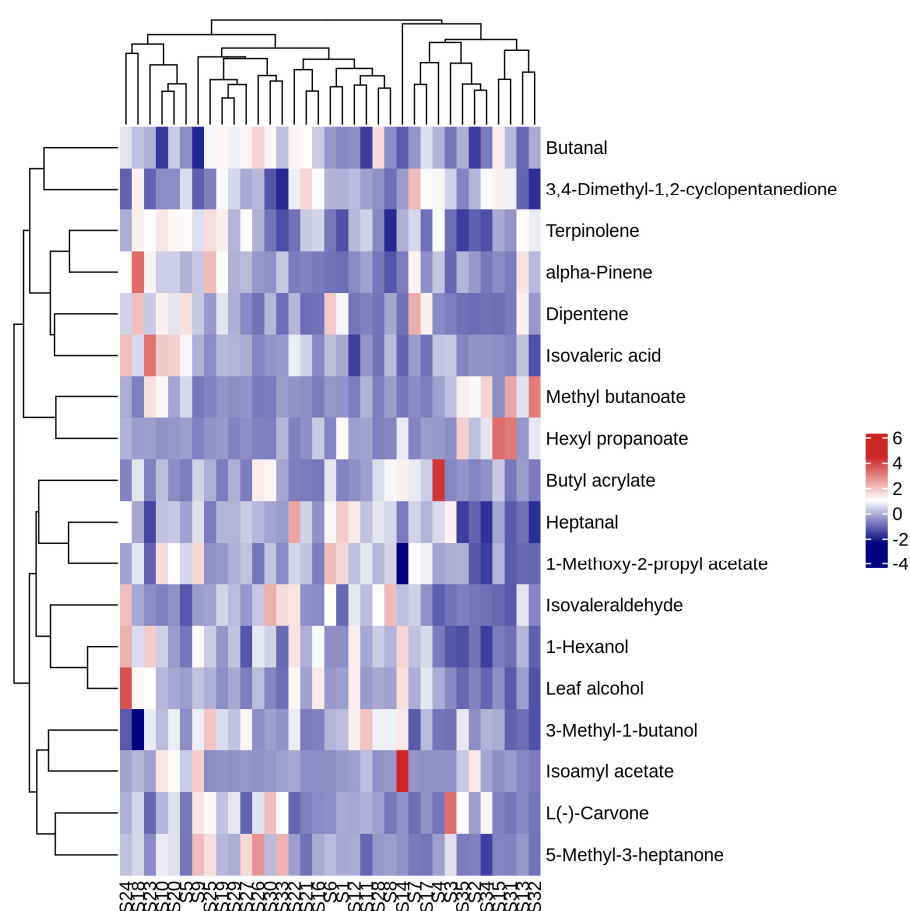 Butanal
3,4-Dimethyl-1,2-cyclopentanedione
Terpinolene
alpha-Pinene
Dipentene
Isovaleric acid
Methyl butanoate
Hexyl propanoate
Butyl acrylate
Heptanal
1-Methoxy-2-propyl acetate
Isovaleraldehyde
1-Hexanol
Leaf alcohol
3-Methyl-1-butanol
Isoamyl acetate
L(-)-Carvone
5-Methyl-3-heptanone
6
4
2
0
-2
-4
S24 S18 S23 S10 S20 S5 S9 S25 S19 S29 S27 S26 S30 S33 S22 S21 S16 S6 S1 S12 S11 S28 S8 S14 S7 S17 S4 S3 S35 S2 S34 S15 S31 S13 S32